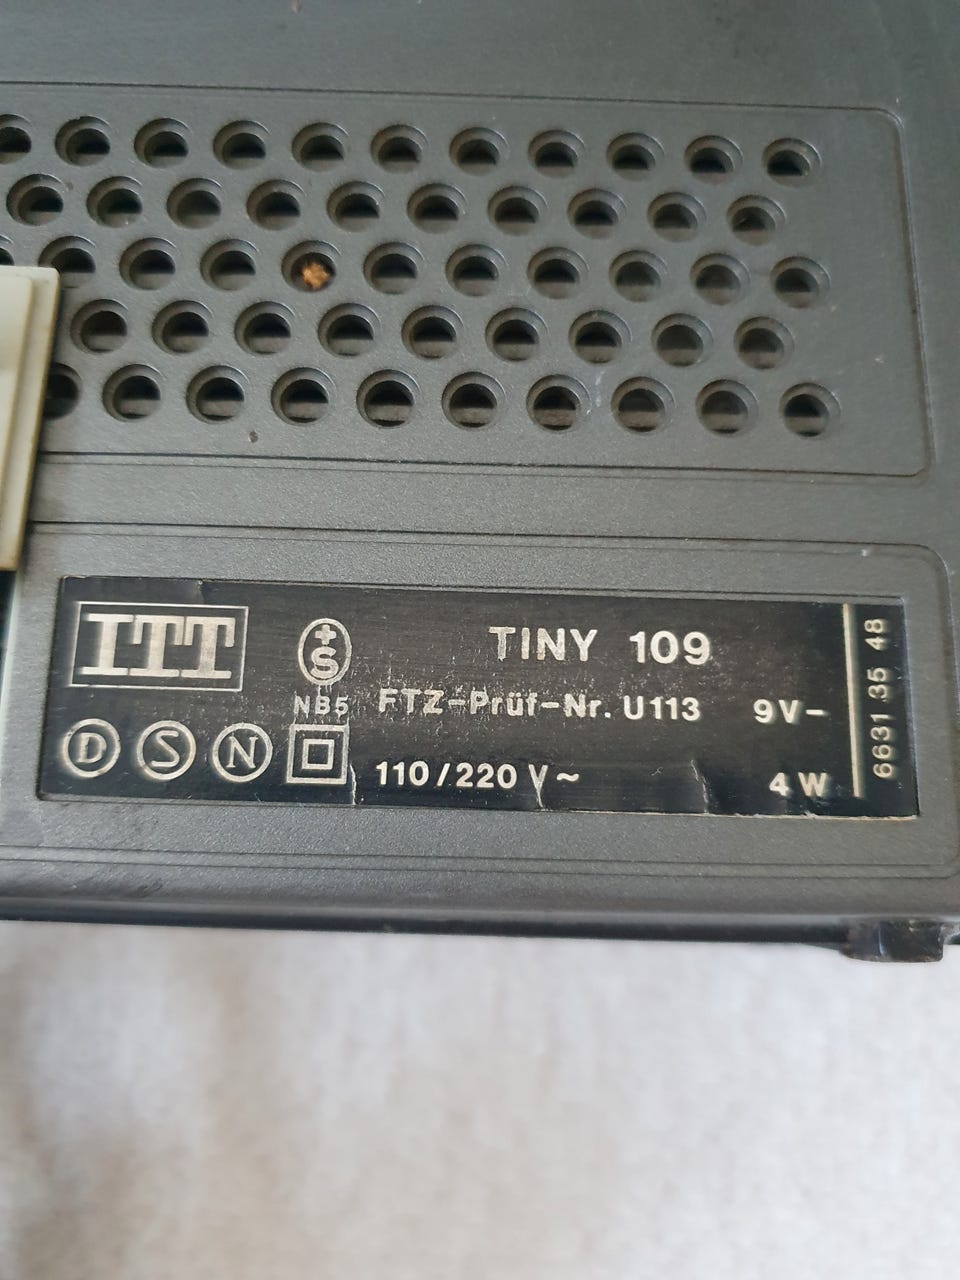 ITT
+S
TINY 109
NB5
FTZ-Prüf-Nr. U113 9V-
D S N
110/220 V~ 4 W
6631 35 48